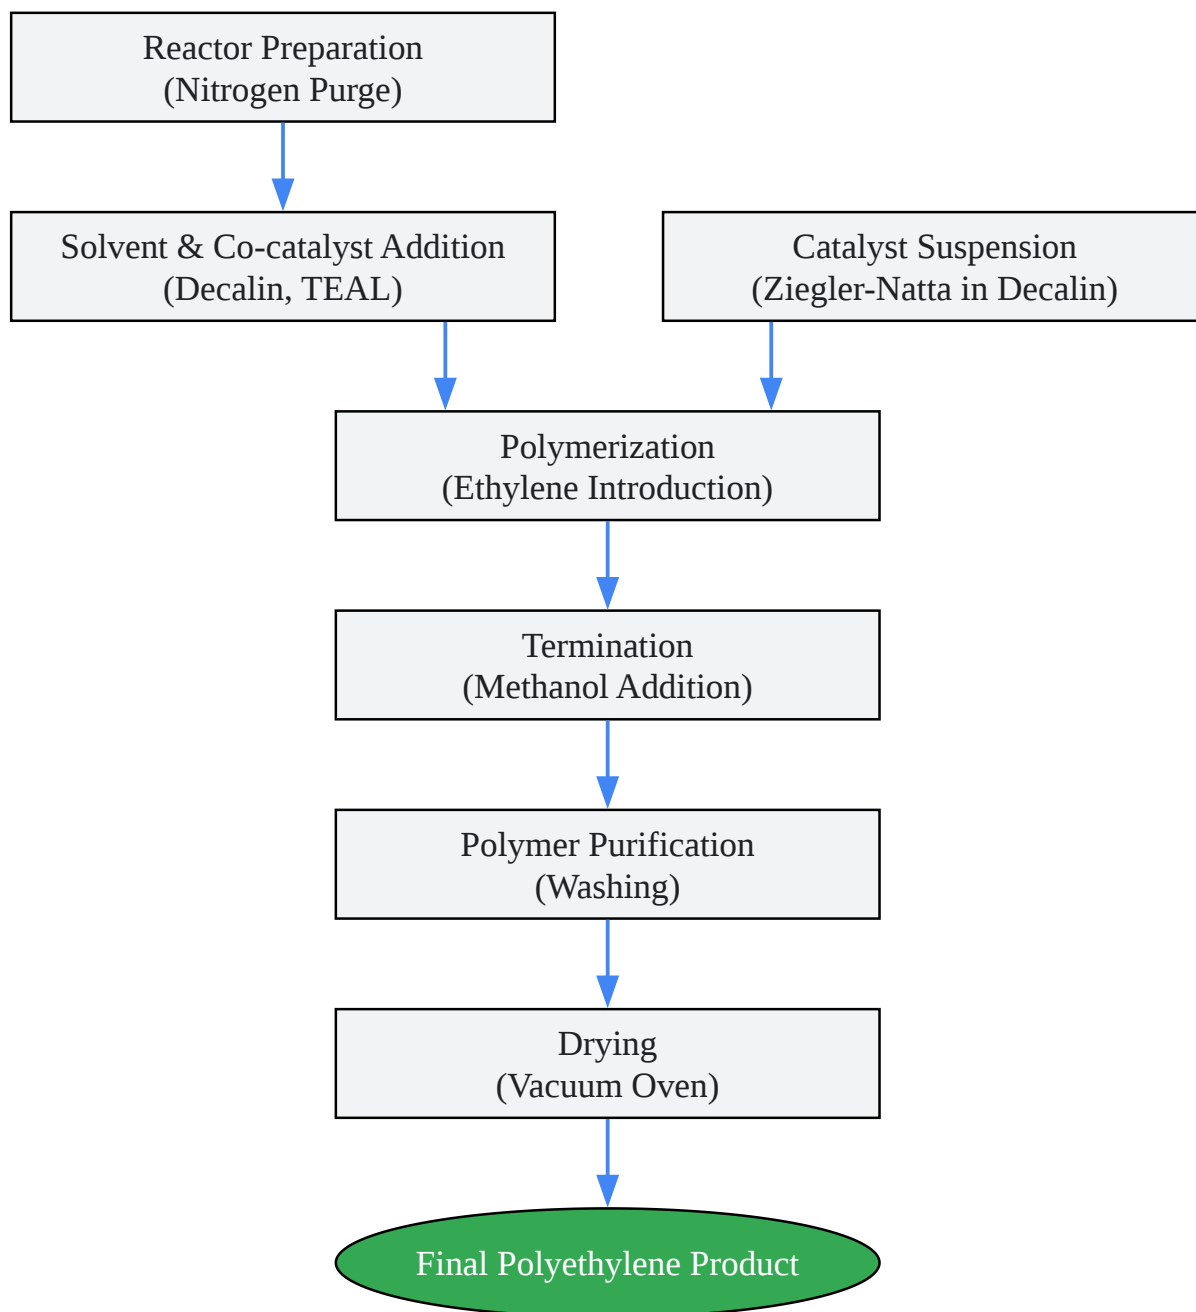 Reactor Preparation
(Nitrogen Purge)
Solvent & Co-catalyst Addition
(Decalin, TEAL)
Catalyst Suspension
(Ziegler-Natta in Decalin)
Polymerization
(Ethylene Introduction)
Termination
(Methanol Addition)
Polymer Purification
(Washing)
Drying
(Vacuum Oven)
Final Polyethylene Product